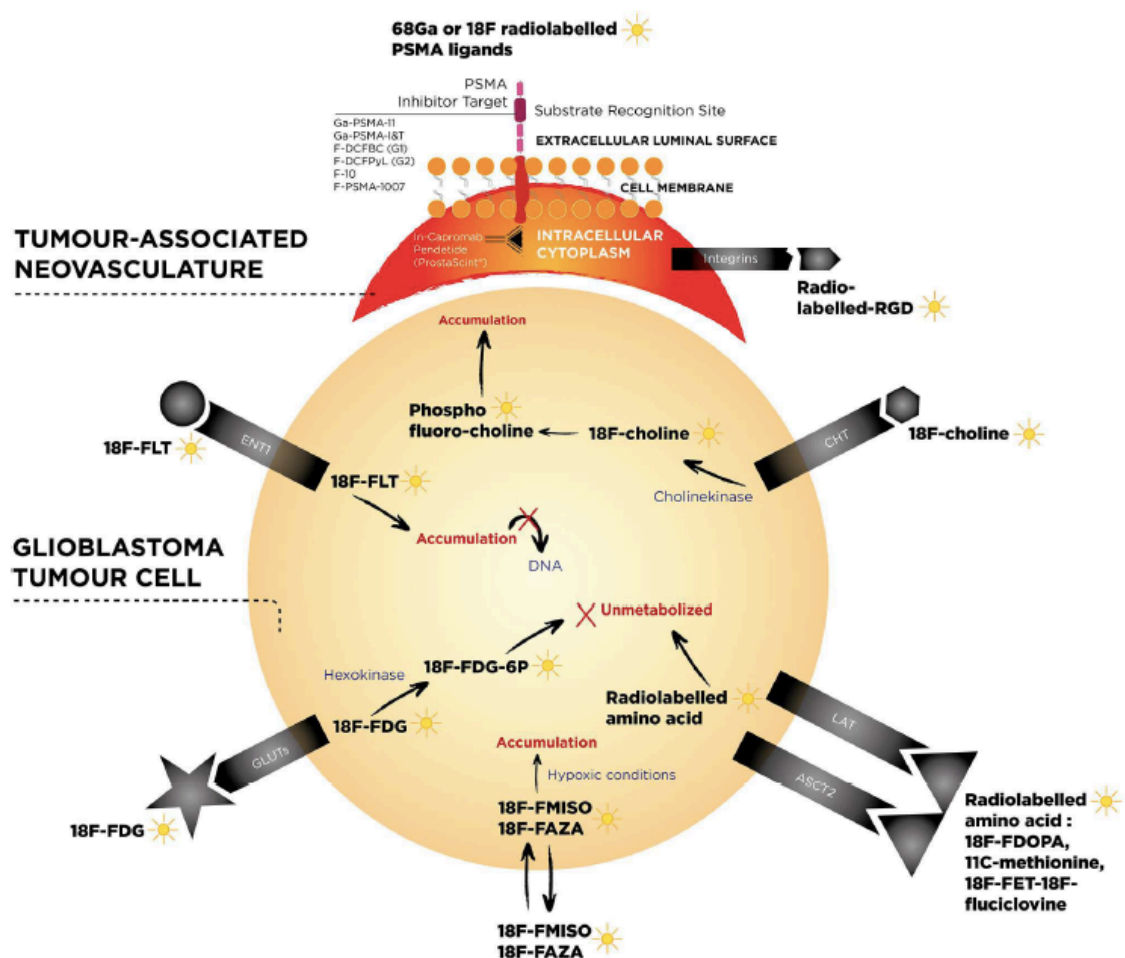 68Ga or 18F radiolabelled
PSMA ligands
PSMA
Inhibitor Target
Substrate Recognition Site
Ga-PSMA-11
Ga-PSMA-I&T
F-DCFBC (G1)
F-DCFPyL (G2)
F-10
F-PSMA-1007
EXTRACELLULAR LUMINAL SURFACE
CELL MEMBRANE
TUMOUR-ASSOCIATED
NEOVASCULATURE
In-Capromab
Pendetide
(ProstaScint®)
INTRACELLULAR
CYTOPLASM
Integrins
Radio-
labelled-RGD
Accumulation
Phospho
fluoro-choline
18F-choline
CHT
18F-choline
Cholinekinase
18F-FLT
ENT1
18F-FLT
Accumulation
DNA
GLIOBLASTOMA
TUMOUR CELL
Unmetabolized
Hexokinase
18F-FDG-6P
18F-FDG
GLUTs
18F-FDG
Radiolabelled
amino acid
LAT
ASCT2
Radiolabelled
amino acid :
18F-FDOPA,
11C-methionine,
18F-FET-18F-
fluciclovine
Accumulation
Hypoxic conditions
18F-FMISO
18F-FAZA
18F-FMISO
18F-FAZA